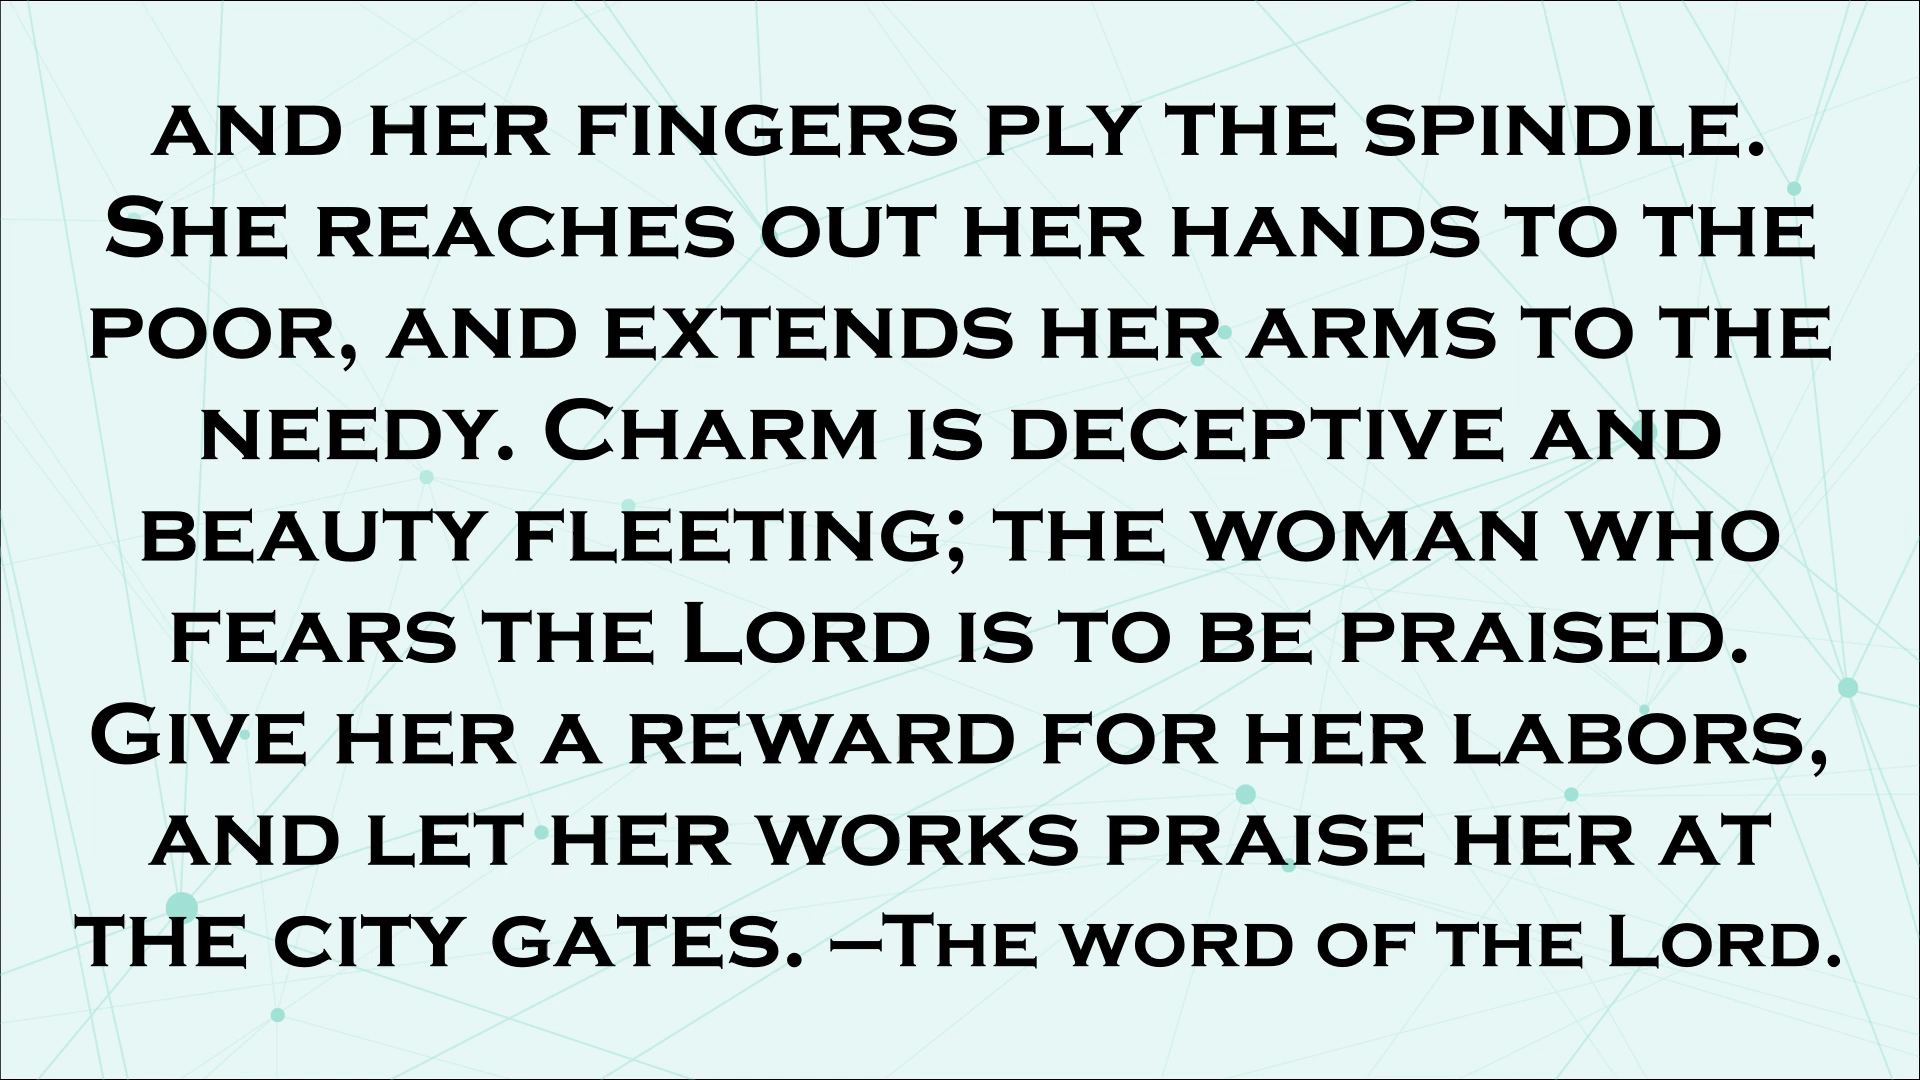 and her fingers ply the spindle.
She reaches out her hands to the
poor, and extends her arms to the
needy. Charm is deceptive and
beauty fleeting; the woman who
fears the Lord is to be praised.
Give her a reward for her labors,
and let her works praise her at
the city gates. –The word of the Lord.